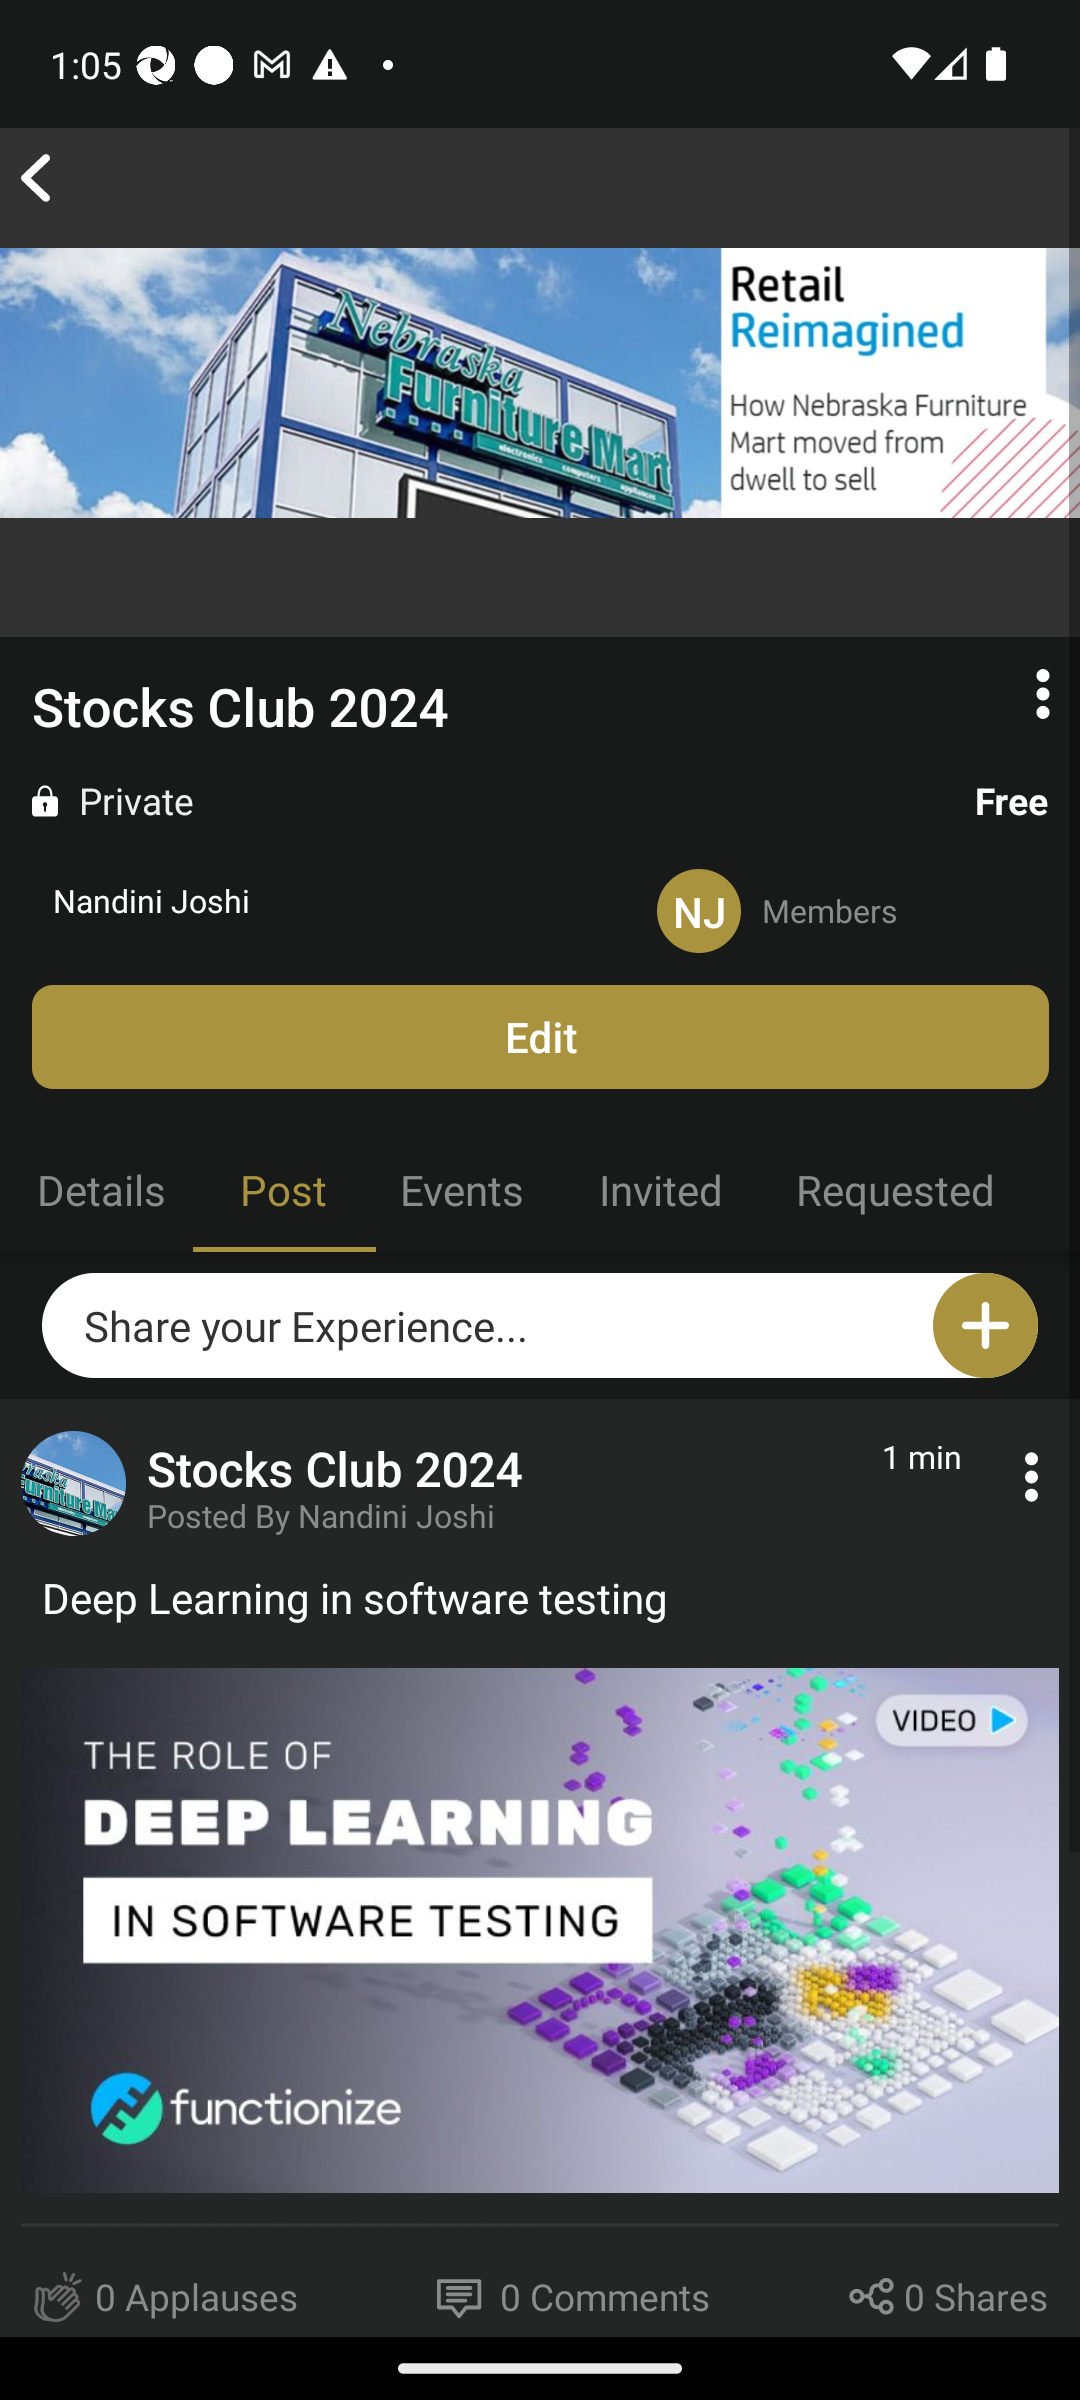 1:05
Retail
Reimagined
How Nebraska Furniture
Mart moved from
dwell to sell
Nebraska
Furniture Mart
electronics computers appliances
Stocks Club 2024
Private
Free
Nandini Joshi
NJ
Members
Edit
Details Post Events Invited Requested
Share your Experience...
Stocks Club 2024
1 min
Posted By Nandini Joshi
Deep Learning in software testing
VIDEO
THE ROLE OF
DEEP LEARNING
IN SOFTWARE TESTING
functionize
0 Applauses 0 Comments 0 Shares